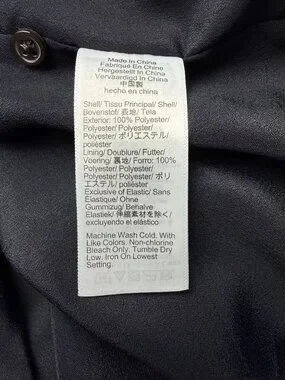 Made In China
Fabriqué En Chine
Hergestellt In China
Vervaardigd In China
中国製
hecho en china
Shell/ Tissu Principal/ Shell/
Bovenstof/ 表地/ Tela
Exterior: 100% Polyester/
Polyester/ Polyester/
Polyester/ ポリエステル/
poliéster
Lining/ Doublure/ Futter/
Voering/ 裏地/ Forro: 100%
Polyester/ Polyester/
Polyester/ Polyester/ ポリ
エステル/ poliéster
Exclusive of Elastic/ Sans
Élastique/ Ohne
Gummizug/ Behalve
Elastiek/ 伸縮素材を除く/
excluyendo el elástico
Machine Wash Cold. With
Like Colors. Non-chlorine
Bleach Only. Tumble Dry
Low. Iron On Lowest
Setting.